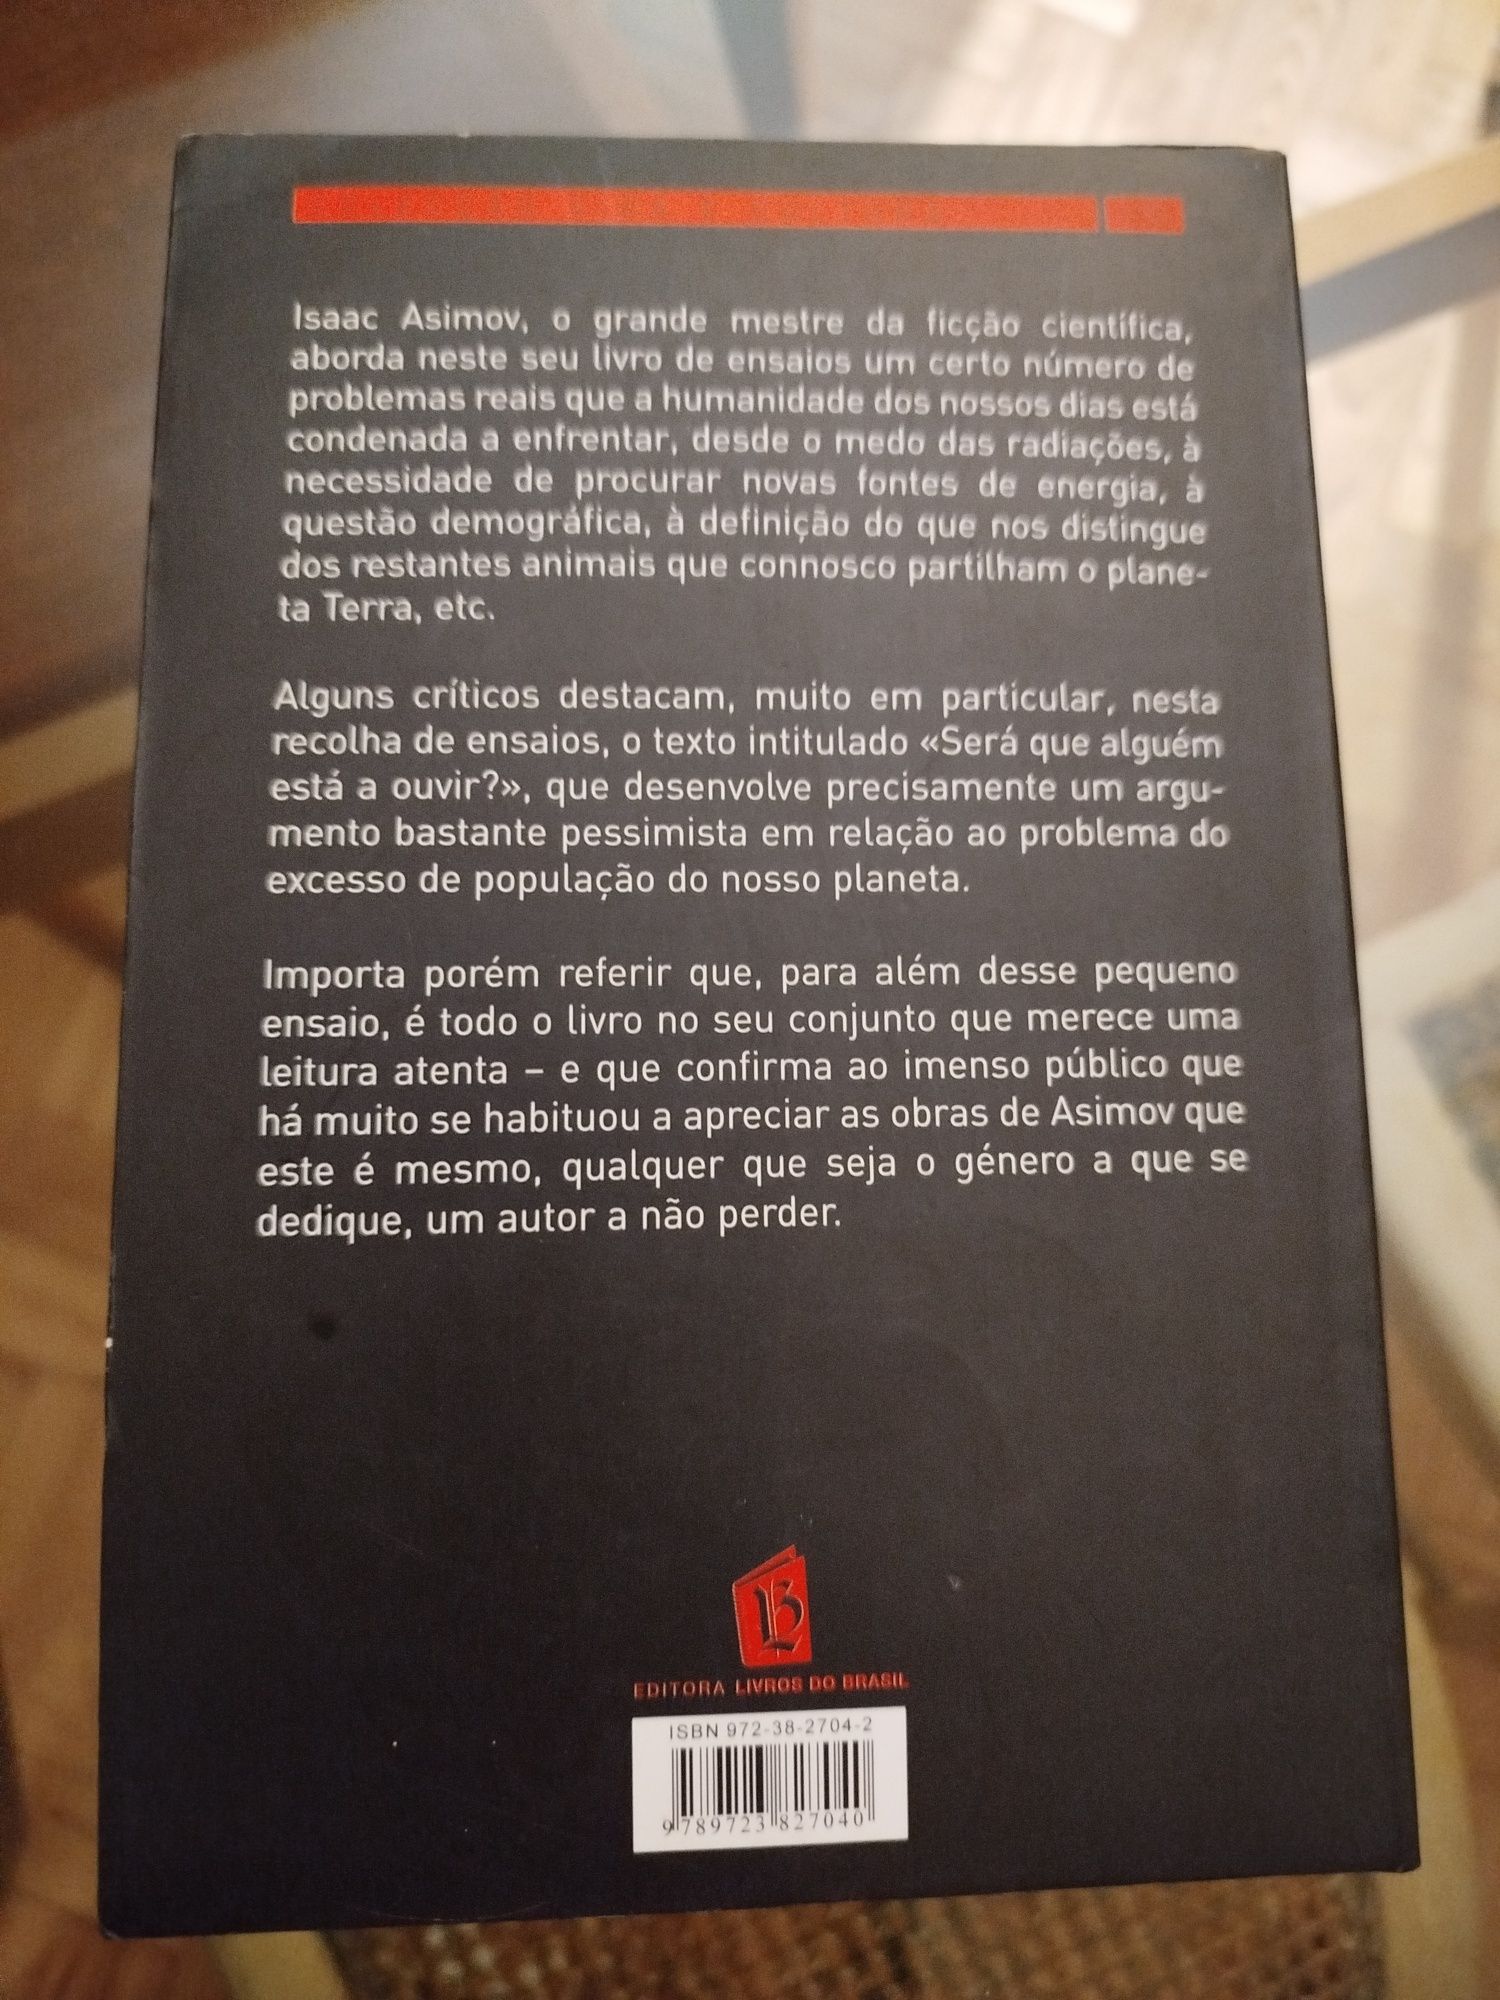 Isaac Asimov, o grande mestre da ficção científica,
aborda neste seu livro de ensaios um certo número de
problemas reais que a humanidade dos nossos dias está
condenada a enfrentar, desde o medo das radiações, à
necessidade de procurar novas fontes de energia, à
questão demográfica, à definição do que nos distingue
dos restantes animais que connosco partilham o plane-
ta Terra, etc.
Alguns críticos destacam, muito em particular, nesta
recolha de ensaios, o texto intitulado «Será que alguém
está a ouvir?», que desenvolve precisamente um argu-
mento bastante pessimista em relação ao problema do
excesso de população do nosso planeta.
Importa porém referir que, para além desse pequeno
ensaio, é todo o livro no seu conjunto que merece uma
leitura atenta – e que confirma ao imenso público que
há muito se habituou a apreciar as obras de Asimov que
este é mesmo, qualquer que seja o género a que se
dedique, um autor a não perder.
LB
EDITORA LIVROS DO BRASIL
ISBN 972-38-2704-2
9 789723 827040